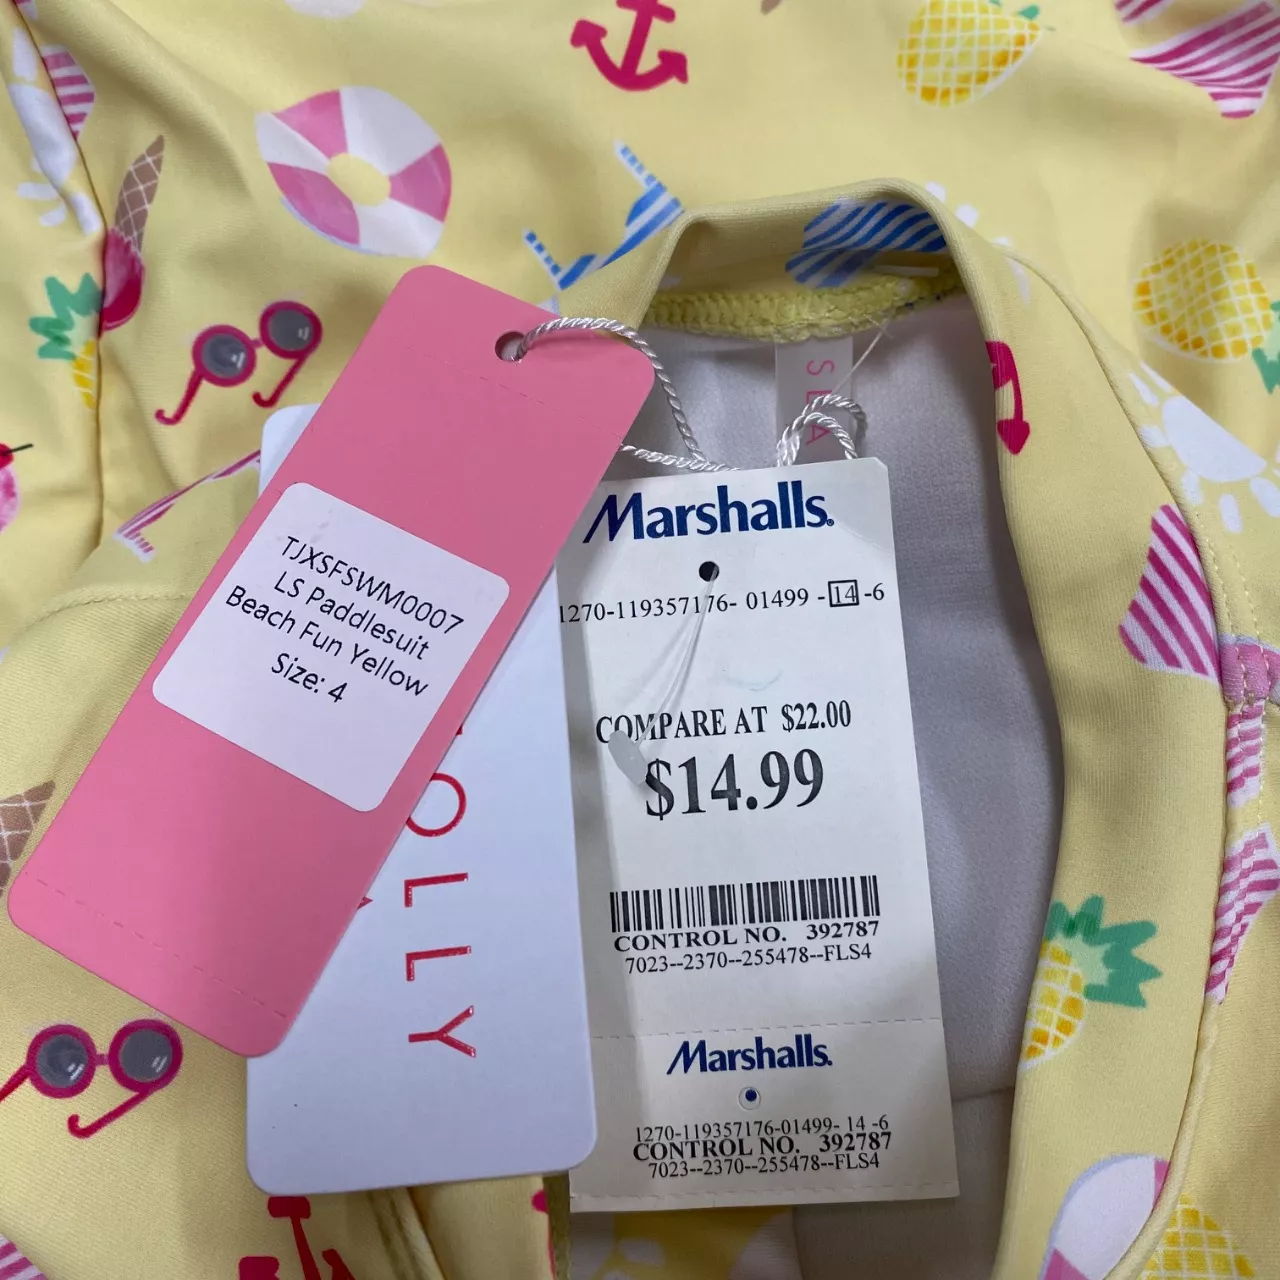 TJXSFSWM0007
LS Paddlesuit
Beach Fun Yellow
Size: 4
OLLY
Marshalls.
1270-119357176- 01499 -14 -6
COMPARE AT $22.00
$14.99
CONTROL NO. 392787
7023--2370--255478--FLS4
Marshalls.
1270-119357176-01499- 14 -6
CONTROL NO. 392787
7023--2370--255478--FLS4